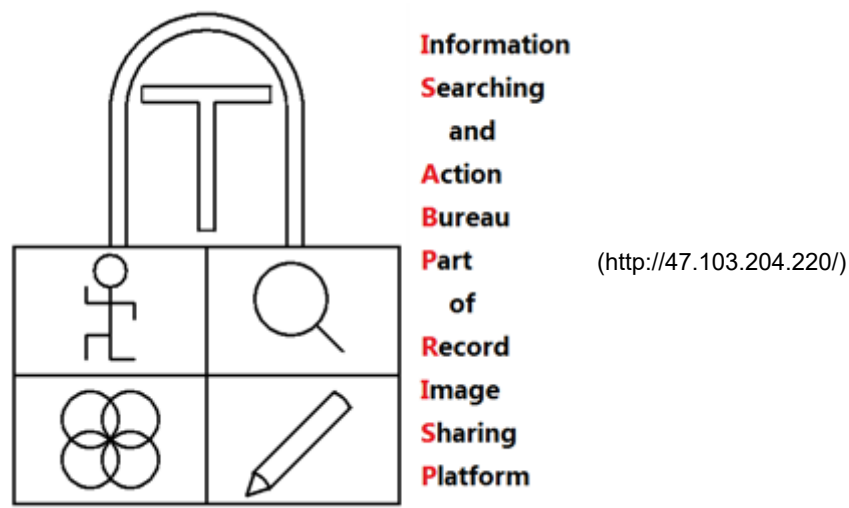 T
Information
Searching
and
Action
Bureau
Part
of
Record
Image
Sharing
Platform
(http://47.103.204.220/)